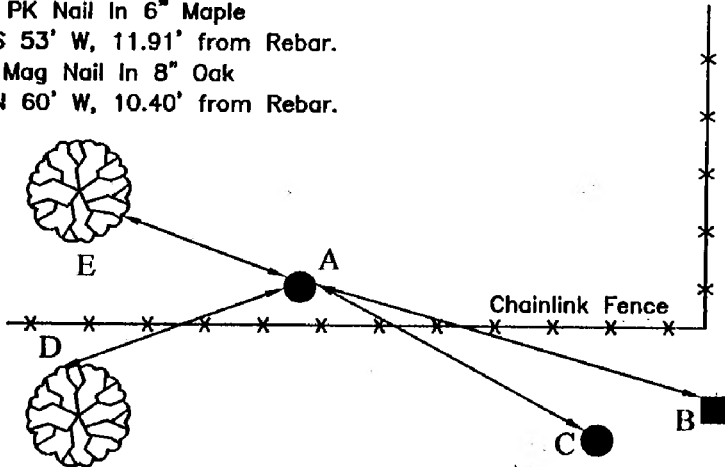 PK Nail In 6" Maple
S 53' W, 11.91' from Rebar.
Mag Nail In 8" Oak
N 60' W, 10.40' from Rebar.
E
A
Chainlink Fence
D
B
C